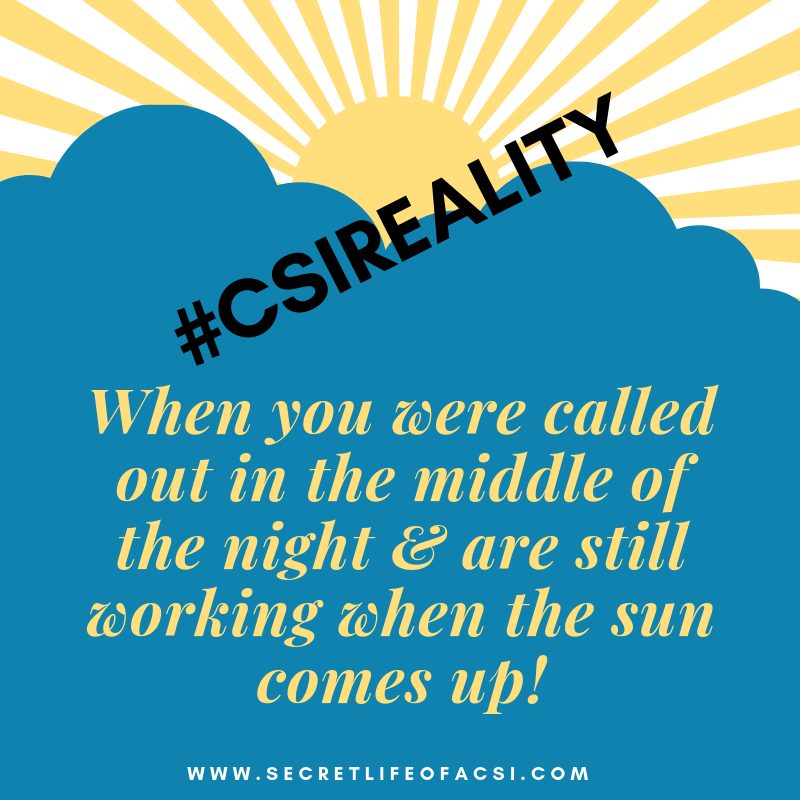 #CSIREALITY
When you were called
out in the middle of
the night & are still
working when the sun
comes up!
WWW.SECRETLIFEOFACSI.COM